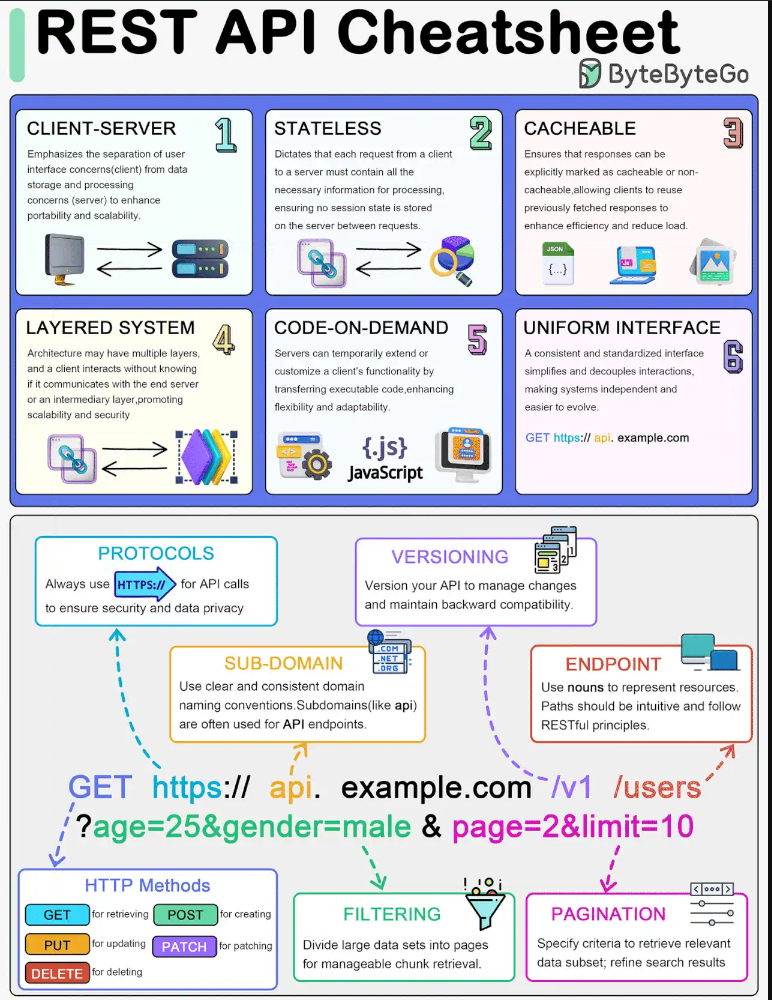 REST API Cheatsheet
ByteByteGo
CLIENT-SERVER
1
Emphasizes the separation of user
interface concerns(client) from data
storage and processing
concerns (server) to enhance
portability and scalability.
STATELESS
2
Dictates that each request from a client
to a server must contain all the
necessary information for processing,
ensuring no session state is stored
on the server between requests.
CACHEABLE
3
Ensures that responses can be
explicitly marked as cacheable or non-
cacheable,allowing clients to reuse
previously fetched responses to
enhance efficiency and reduce load.
JSON
{...}
LAYERED SYSTEM
4
Architecture may have multiple layers,
and a client interacts without knowing
if it communicates with the end server
or an intermediary layer,promoting
scalability and security
CODE-ON-DEMAND
5
Servers can temporarily extend or
customize a client's functionality by
transferring executable code,enhancing
flexibility and adaptability.
</>
{.js}
JavaScript
UNIFORM INTERFACE
6
A consistent and standardized interface
simplifies and decouples interactions,
making systems independent and
easier to evolve.
GET https:// api. example.com
PROTOCOLS
Always use HTTPS:// for API calls
to ensure security and data privacy
VERSIONING
1
2
3
Version your API to manage changes
and maintain backward compatibility.
SUB-DOMAIN
.COM
.NET
.ORG
Use clear and consistent domain
naming conventions.Subdomains(like api)
are often used for API endpoints.
ENDPOINT
Use nouns to represent resources.
Paths should be intuitive and follow
RESTful principles.
GET https:// api. example.com /v1 /users
?age=25&gender=male & page=2&limit=10
HTTP Methods
GET for retrieving POST for creating
PUT for updating PATCH for patching
DELETE for deleting
FILTERING
Divide large data sets into pages
for manageable chunk retrieval.
PAGINATION
Specify criteria to retrieve relevant
data subset; refine search results